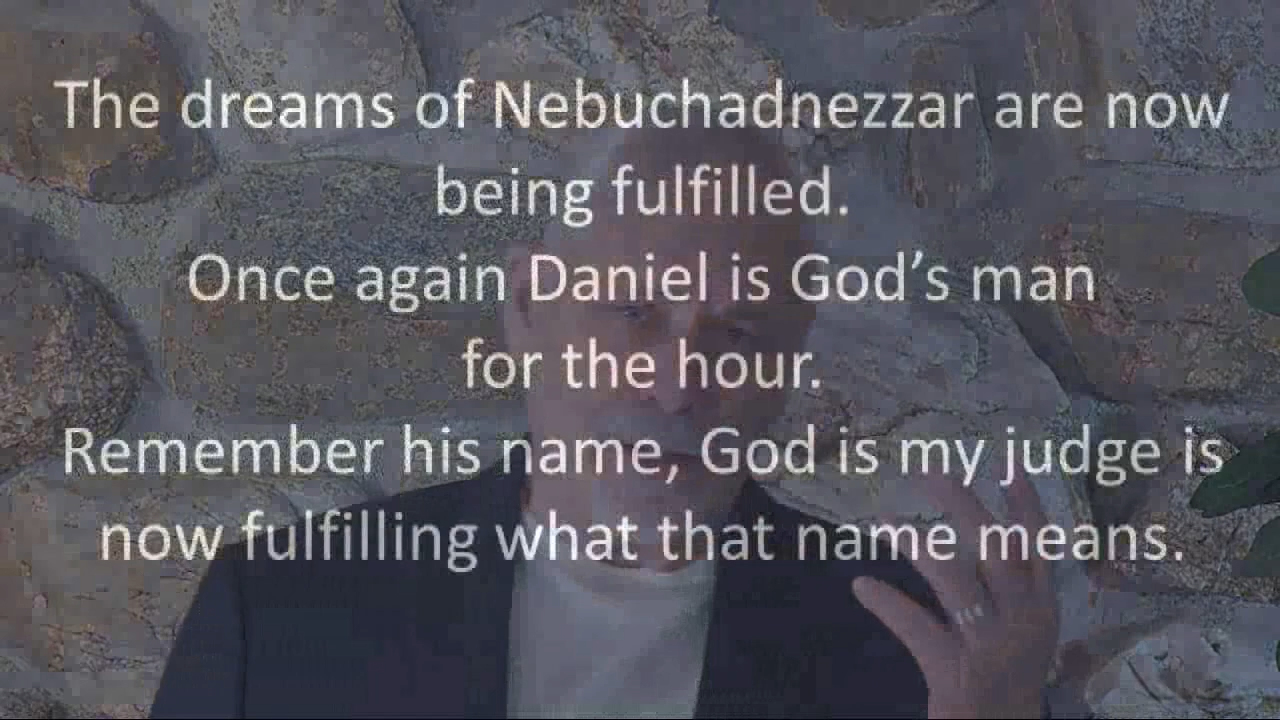 The dreams of Nebuchadnezzar are now
being fulfilled.
Once again Daniel is God’s man
for the hour.
Remember his name, God is my judge is
now fulfilling what that name means.